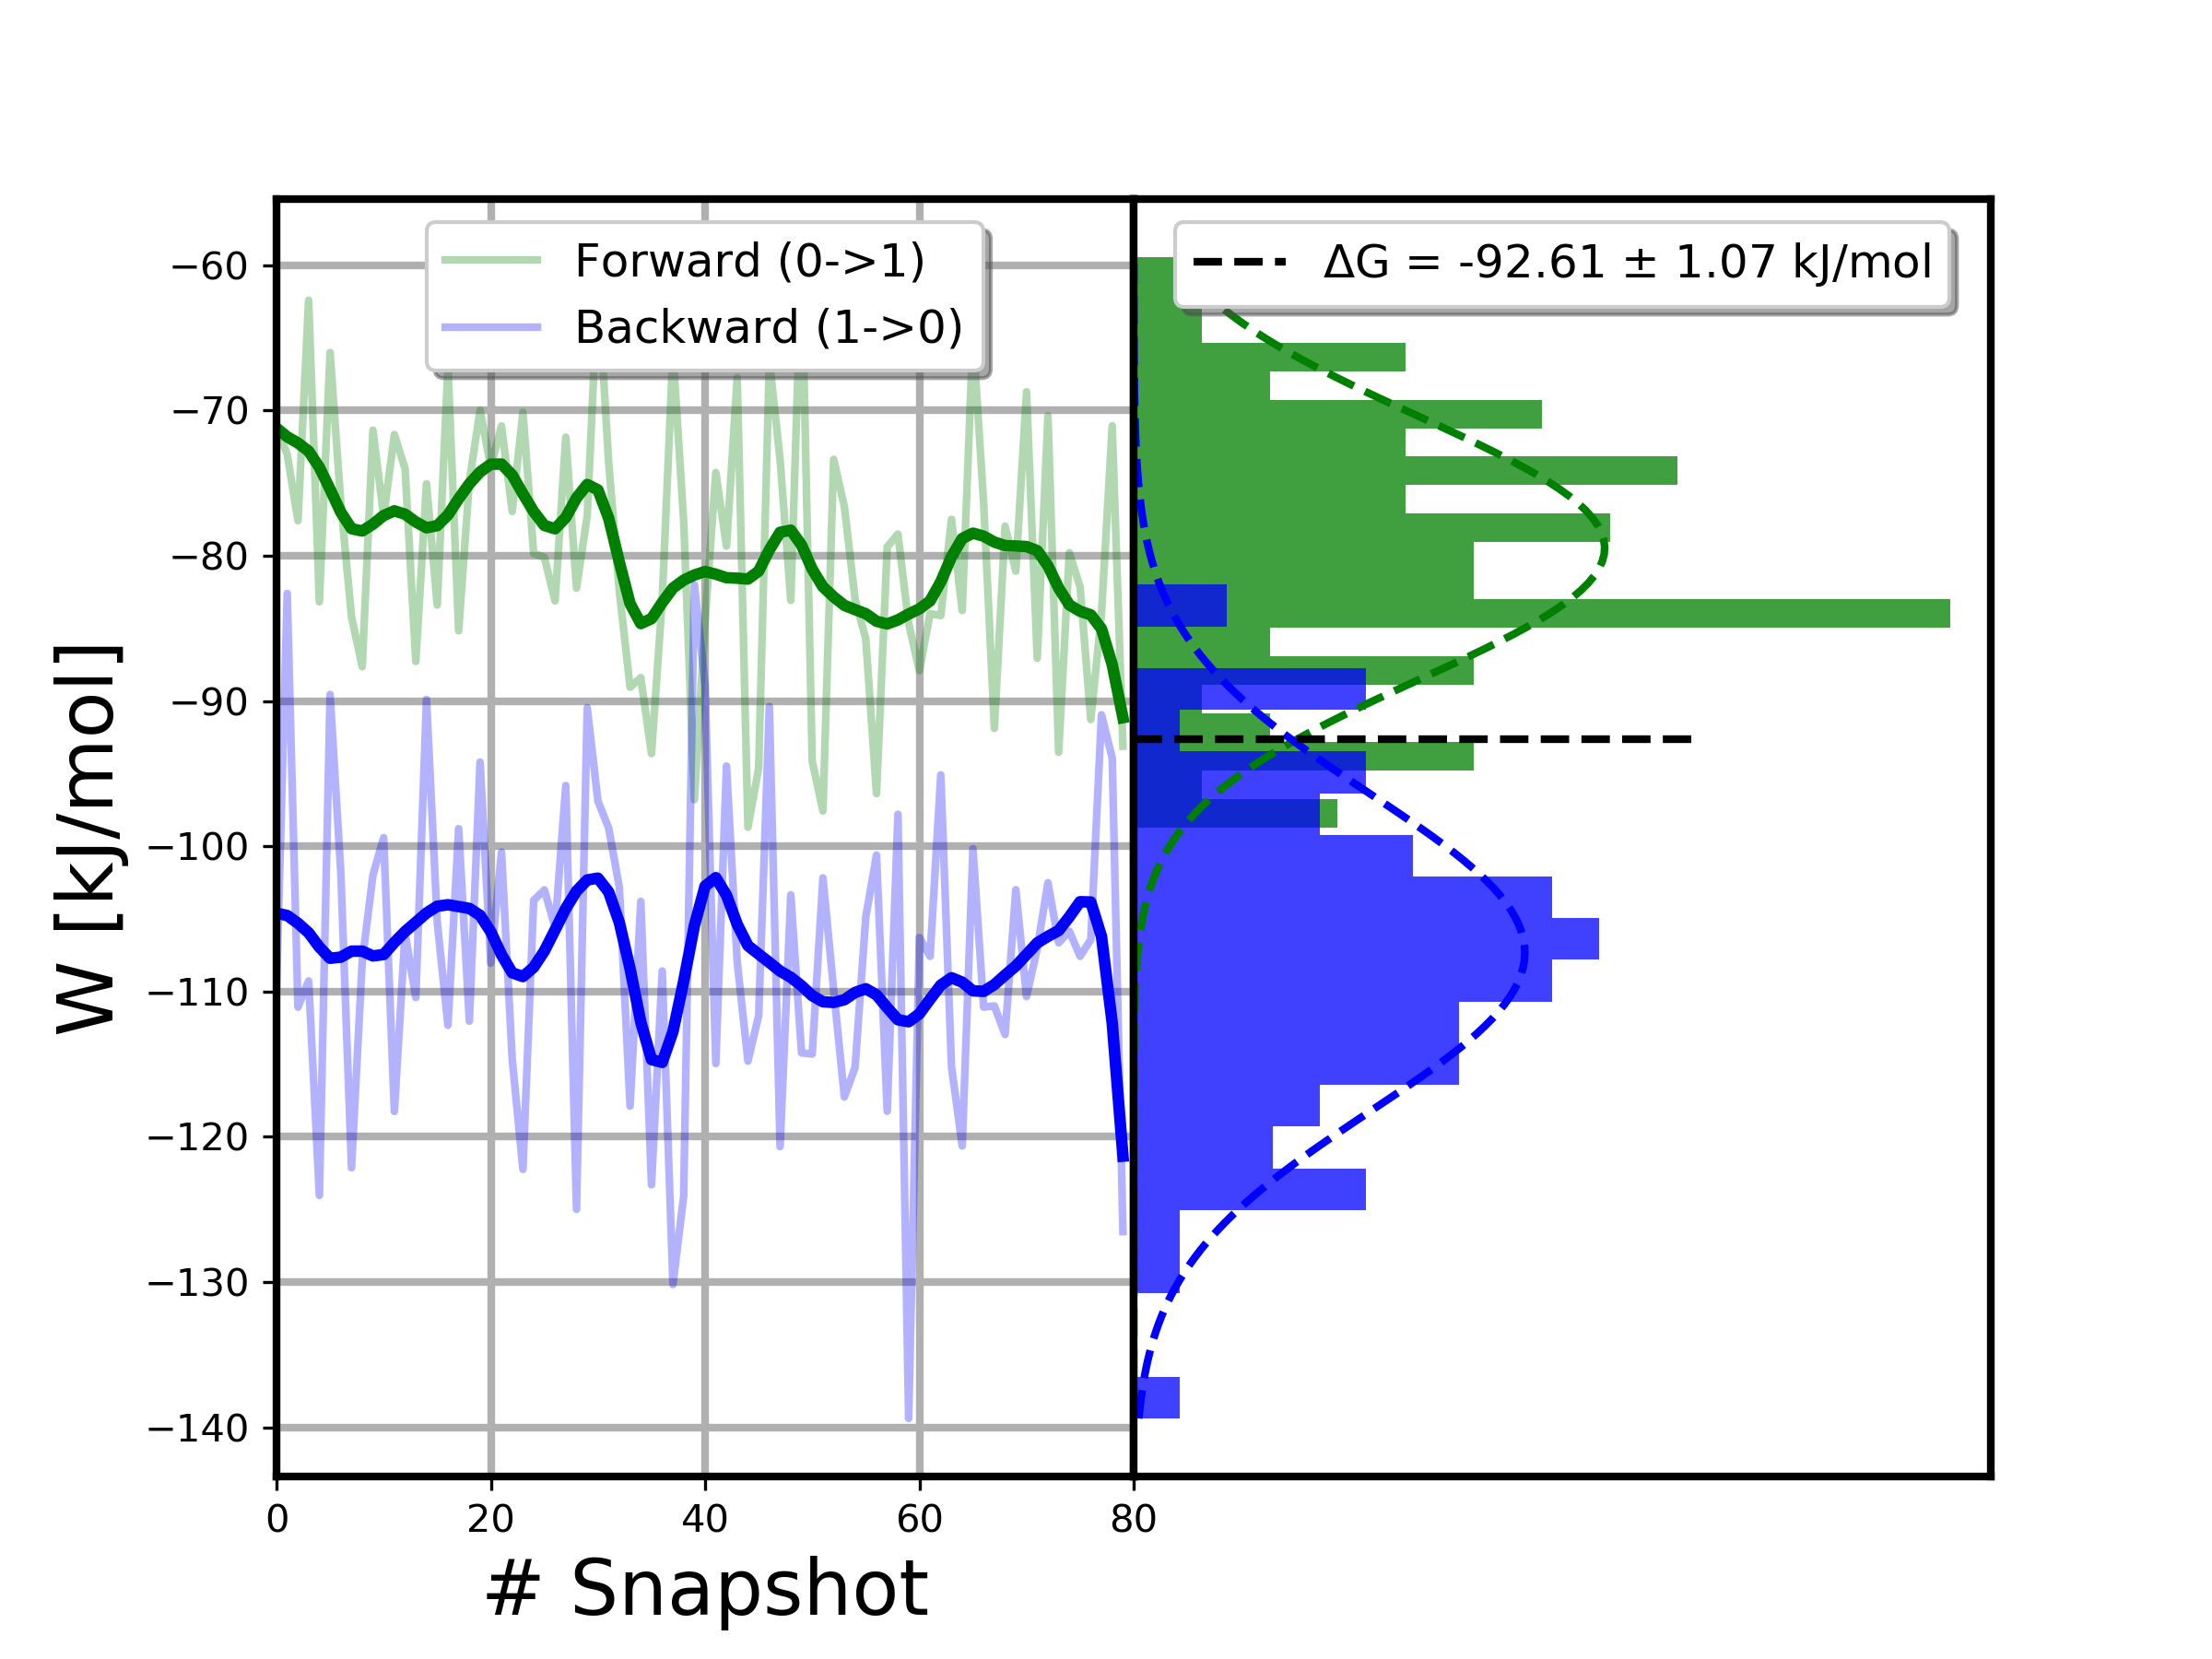 Forward (0->1)
Backward (1->0)
ΔG = -92.61 ± 1.07 kJ/mol
−60
−70
−80
−90
−100
−110
−120
−130
−140
W [kJ/mol]
0 20 40 60 80
# Snapshot